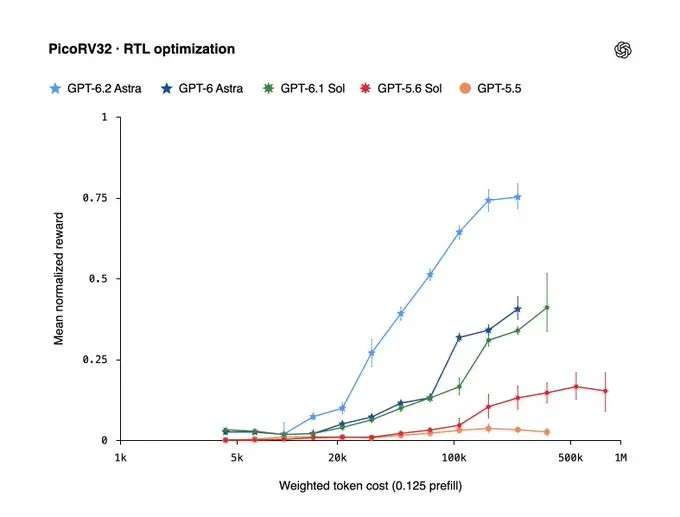 PicoRV32 · RTL optimization
GPT-6.2 Astra GPT-6 Astra GPT-6.1 Sol GPT-5.6 Sol GPT-5.5
1
0.75
0.5
0.25
0
Mean normalized reward
1k 5k 20k 100k 500k 1M
Weighted token cost (0.125 prefill)